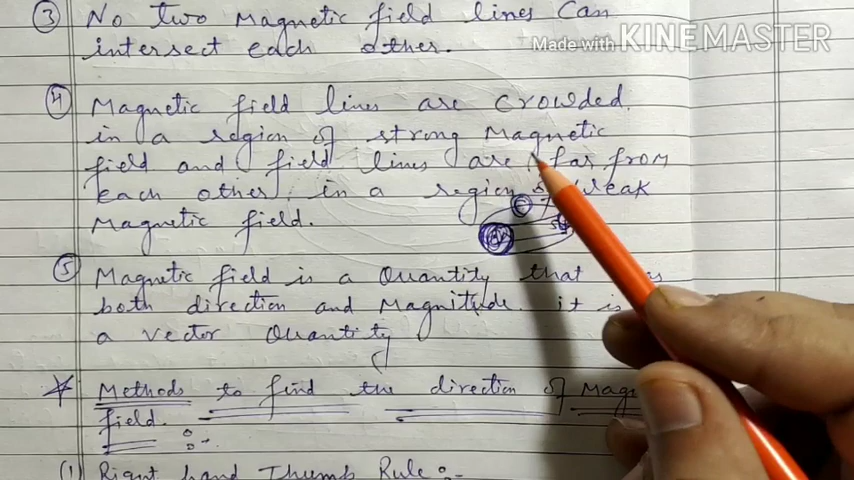 ③ No two Magnetic field lines can
intersect each other.
Made with KINEMASTER
④ Magnetic field lines are crowded.
in a region of strong Magnetic
field and field lines are far from
each other in a region weak
Magnetic field.
⑤ Magnetic field is a Quantity that
both direction and Magnitude. it is
a vector Quantity
Methods to find the direction of
field. :-
(1) Right hand Thumb Rule:-